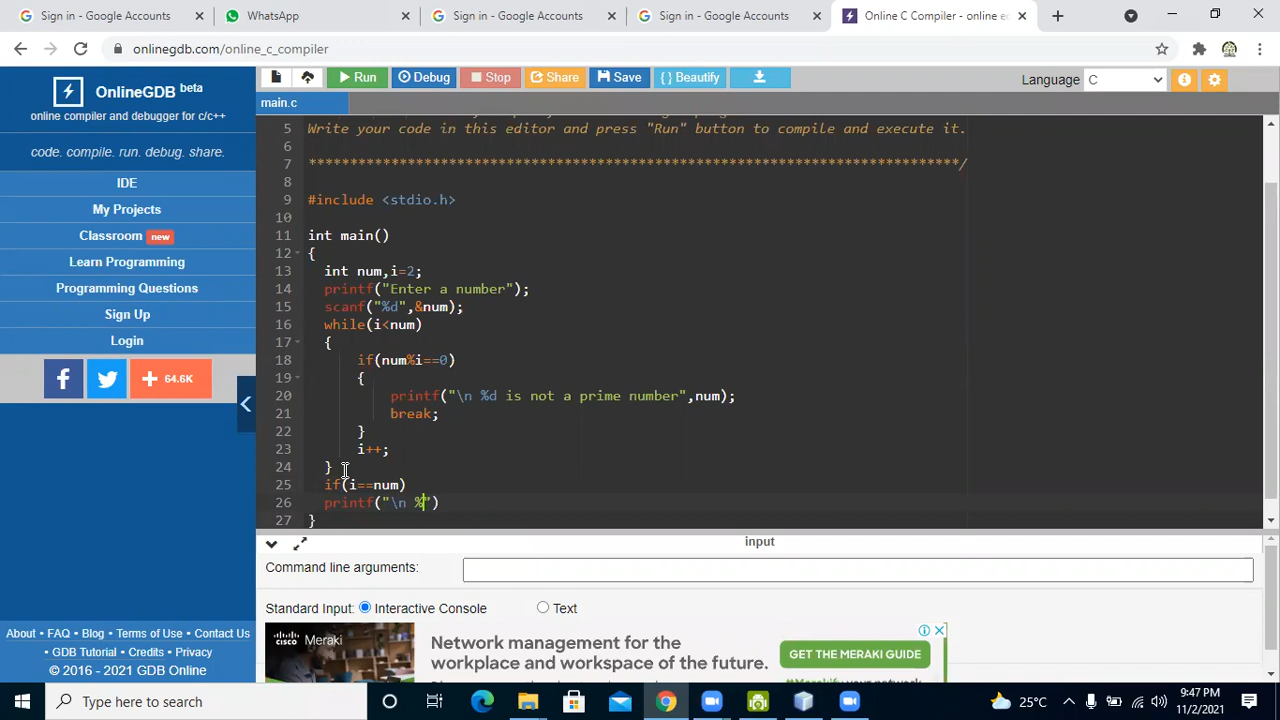 Sign in - Google Accounts
WhatsApp
Sign in - Google Accounts
Sign in - Google Accounts
Online C Compiler - online e
onlinegdb.com/online_c_compiler
OnlineGDB beta
online compiler and debugger for c/c++
code. compile. run. debug. share.
IDE
My Projects
Classroom new
Learn Programming
Programming Questions
Sign Up
Login
64.6K
About • FAQ • Blog • Terms of Use • Contact Us
• GDB Tutorial • Credits • Privacy
© 2016 - 2021 GDB Online
Run
Debug
Stop
Share
Save
{ } Beautify
Language C
main.c
5 Write your code in this editor and press "Run" button to compile and execute it.
6
7 *******************************************************************************/
8
9 #include <stdio.h>
10
11 int main()
12 {
13 int num,i=2;
14 printf("Enter a number");
15 scanf("%d",&num);
16 while(i<num)
17 {
18 if(num%i==0)
19 {
20 printf("\n %d is not a prime number",num);
21 break;
22 }
23 i++;
24 }
25 if(i==num)
26 printf("\n %")
27 }
input
Command line arguments:
Standard Input: Interactive Console Text
CISCO Meraki
Network management for the
workplace and workspace of the future.
GET THE MERAKI GUIDE
Type here to search
25°C
9:47 PM
11/2/2021